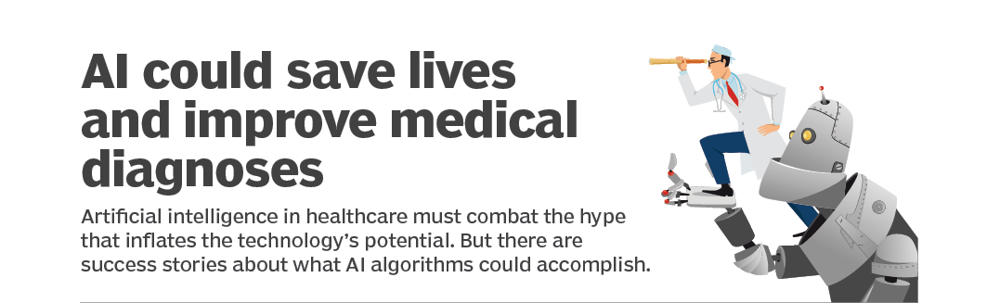 AI could save lives
and improve medical
diagnoses
Artificial intelligence in healthcare must combat the hype
that inflates the technology’s potential. But there are
success stories about what AI algorithms could accomplish.